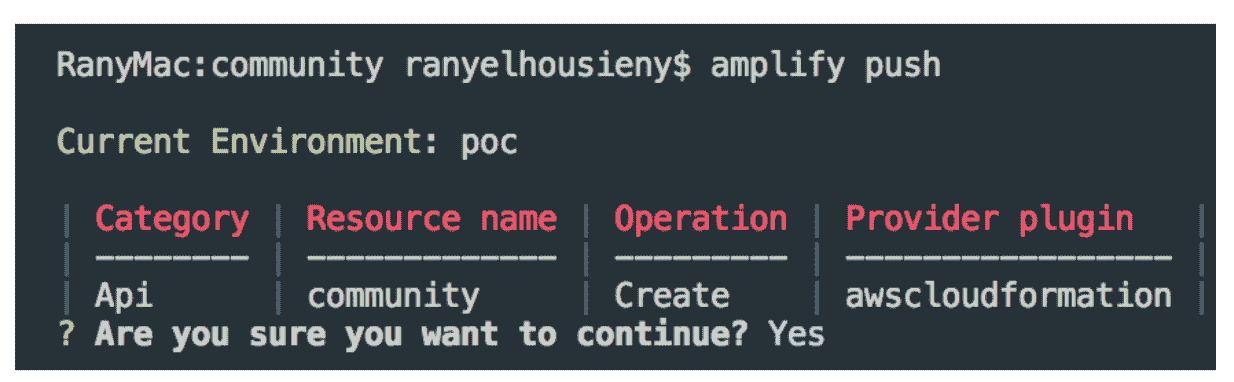 RanyMac:community ranyelhousieny$ amplify push
Current Environment: poc
| Category | Resource name | Operation | Provider plugin |
| -------- | ------------- | --------- | ----------------- |
| Api | community | Create | awscloudformation |
? Are you sure you want to continue? Yes